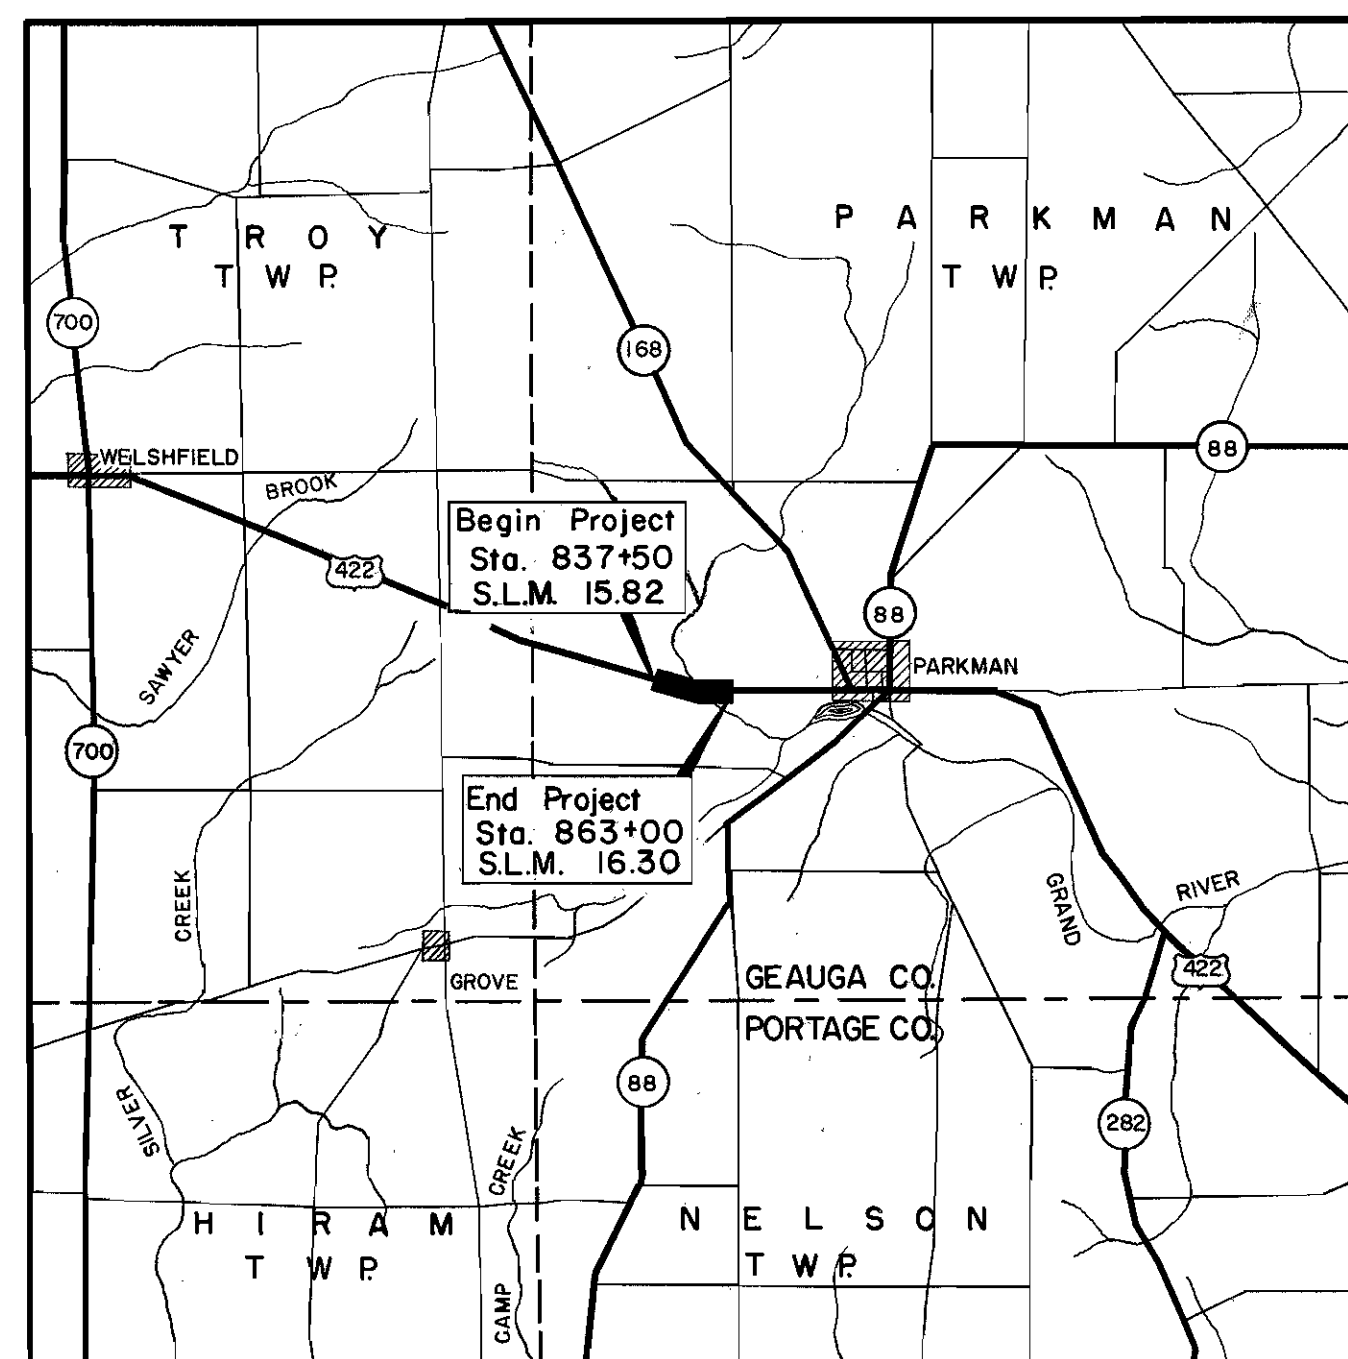 TROY
TWP.
PARKMAN
TWP.
700
168
88
WELSHFIELD
BROOK
422
Begin Project
Sta. 837+50
S.L.M. 15.82
88
SAWYER
PARKMAN
700
End Project
Sta. 863+00
S.L.M. 16.30
CREEK
GRAND
RIVER
GROVE
GEAUGA CO.
422
PORTAGE CO.
88
SILVER
282
CREEK
HIRAM
TWP.
NELSON
TWP.
CAMP